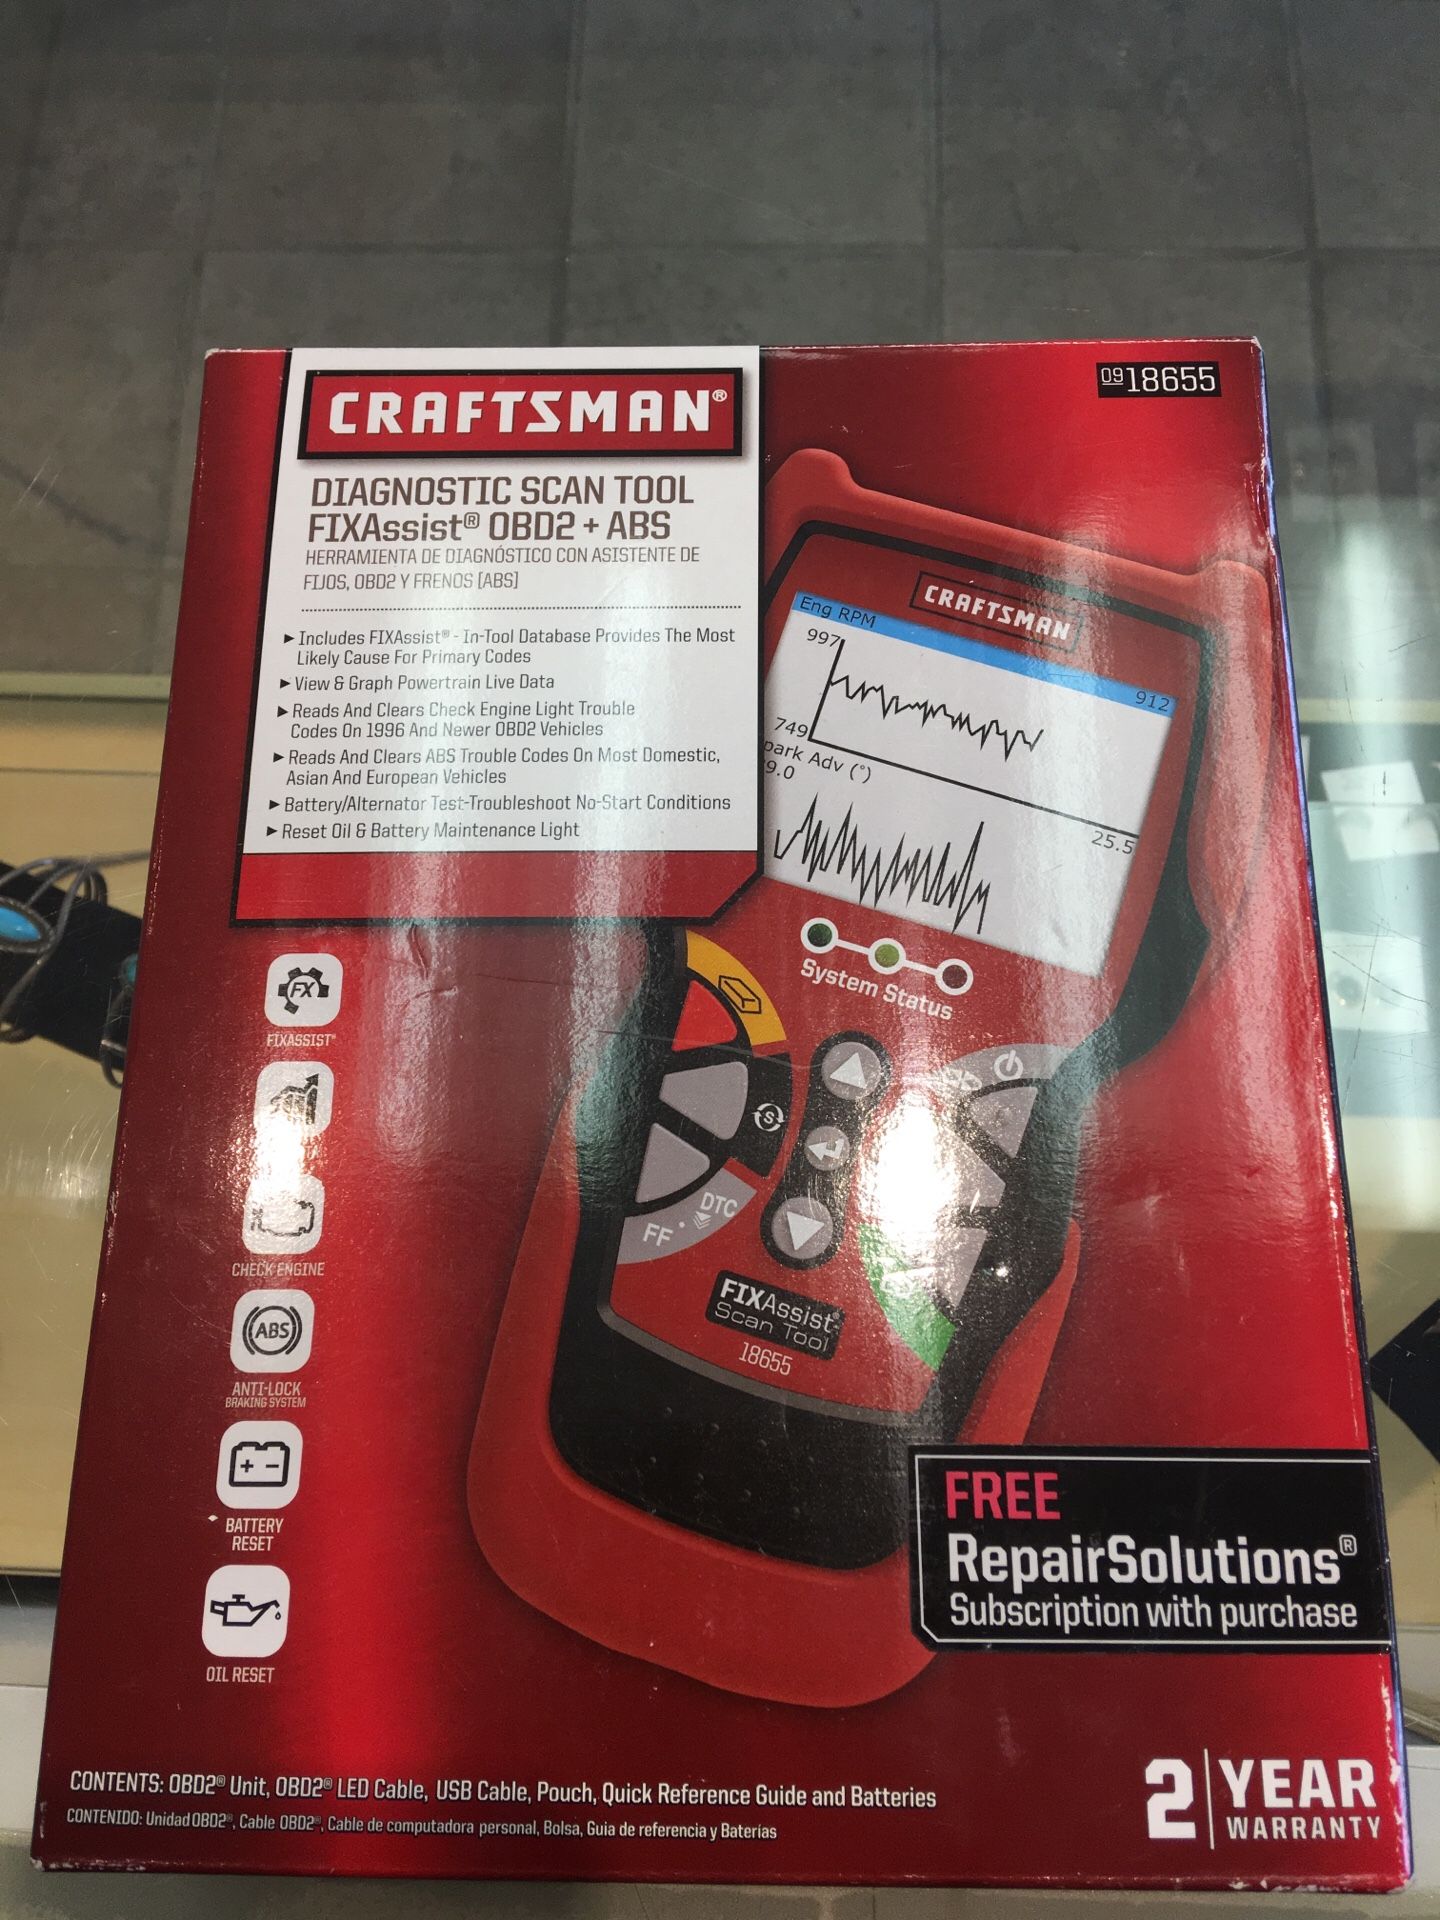 CRAFTSMAN®
0918655
DIAGNOSTIC SCAN TOOL
FIXAssist® OBD2 + ABS
HERRAMIENTA DE DIAGNÓSTICO CON ASISTENTE DE
FIJOS, OBD2 Y FRENOS [ABS]
▸ Includes FIXAssist® - In-Tool Database Provides The Most
Likely Cause For Primary Codes
▸ View & Graph Powertrain Live Data
▸ Reads And Clears Check Engine Light Trouble
Codes On 1996 And Newer OBD2 Vehicles
▸ Reads And Clears ABS Trouble Codes On Most Domestic,
Asian And European Vehicles
▸ Battery/Alternator Test-Troubleshoot No-Start Conditions
▸ Reset Oil & Battery Maintenance Light
CRAFTSMAN
Eng RPM
997
912
749
park Adv (°)
9.0
25.5
System Status
S
DTC
FF
FIXAssist
Scan Tool
18655
FX
FIXASSIST®
CHECK ENGINE
ABS
ANTI-LOCK
BRAKING SYSTEM
+ -
BATTERY
RESET
OIL RESET
FREE
RepairSolutions®
Subscription with purchase
CONTENTS: OBD2® Unit, OBD2® LED Cable, USB Cable, Pouch, Quick Reference Guide and Batteries
CONTENIDO: Unidad OBD2®, Cable OBD2®, Cable de computadora personal, Bolsa, Guia de referencia y Baterías
2 YEAR
WARRANTY